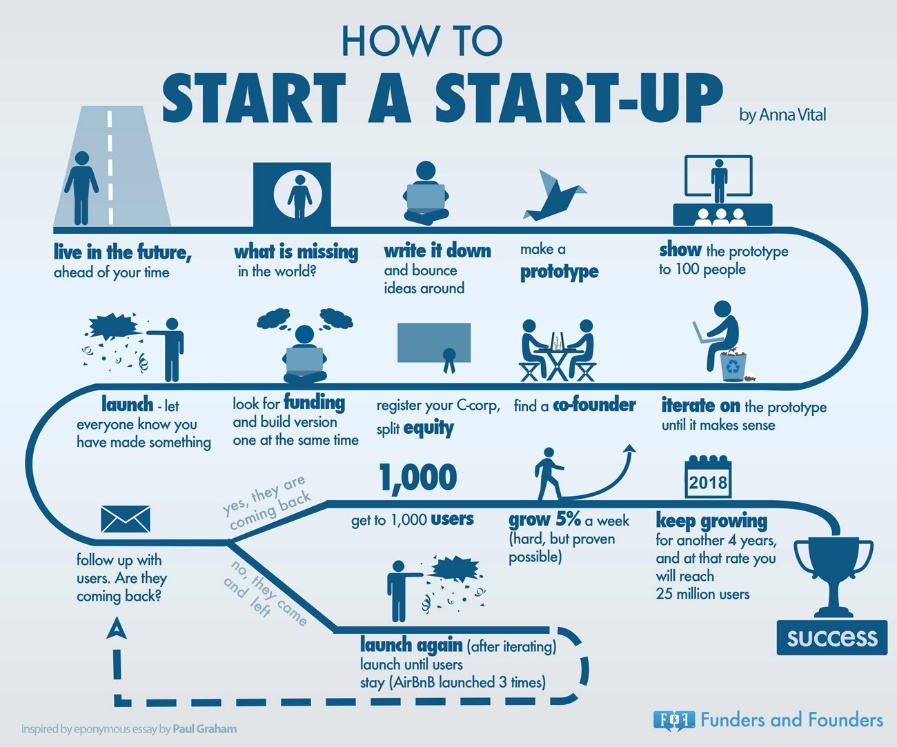 HOW TO
START A START-UP
by Anna Vital
live in the future,
ahead of your time
what is missing
in the world?
write it down
and bounce
ideas around
make a
prototype
show the prototype
to 100 people
iterate on the prototype
until it makes sense
find a co-founder
register your C-corp,
split equity
look for funding
and build version
one at the same time
launch - let
everyone know you
have made something
follow up with
users. Are they
coming back?
yes, they are
coming back
1,000
get to 1,000 users
grow 5% a week
(hard, but proven
possible)
2018
keep growing
for another 4 years,
and at that rate you
will reach
25 million users
success
no, they came
and left
launch again (after iterating)
launch until users
stay (AirBnB launched 3 times)
inspired by eponymous essay by Paul Graham
F&F Funders and Founders